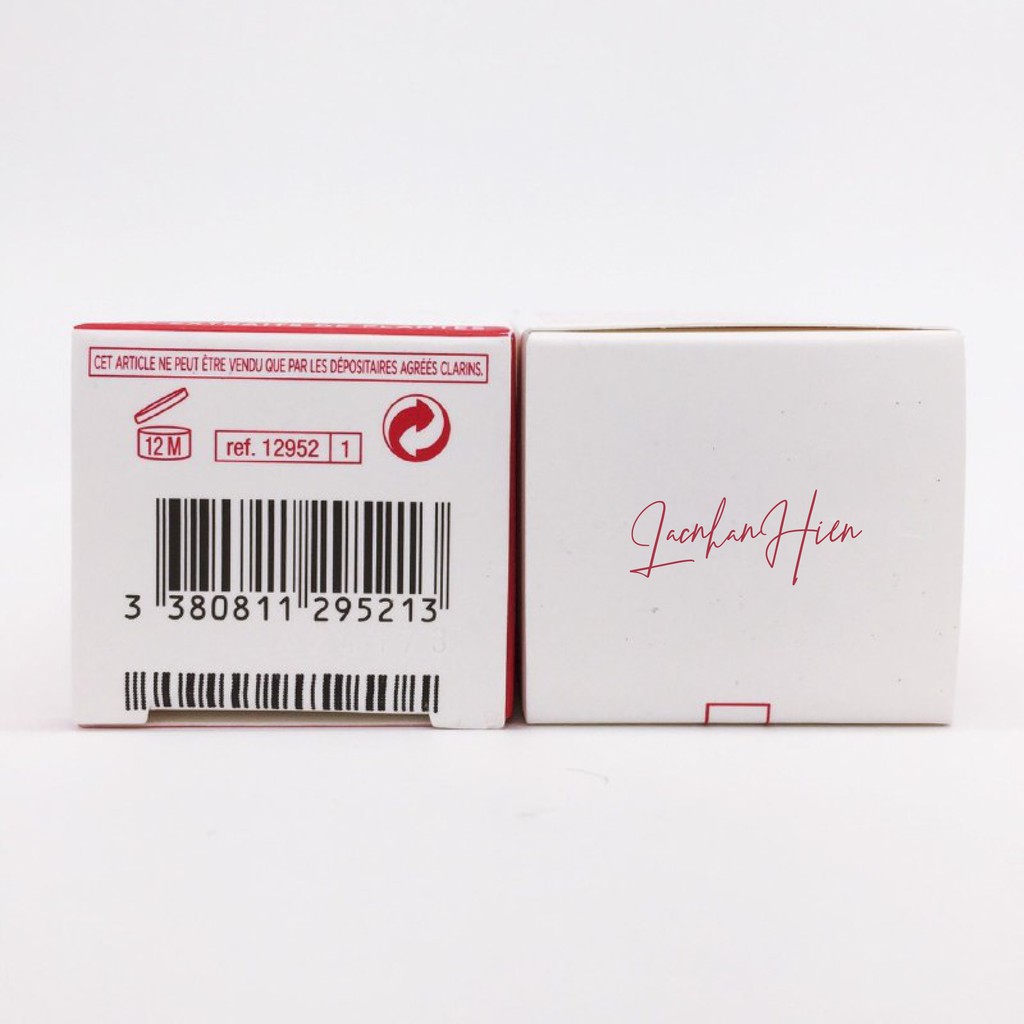 CET ARTICLE NE PEUT ÊTRE VENDU QUE PAR LES DÉPOSITAIRES AGRÉÉS CLARINS.
12 M
ref. 12952 1
3 380811 295213
LacnhanHien